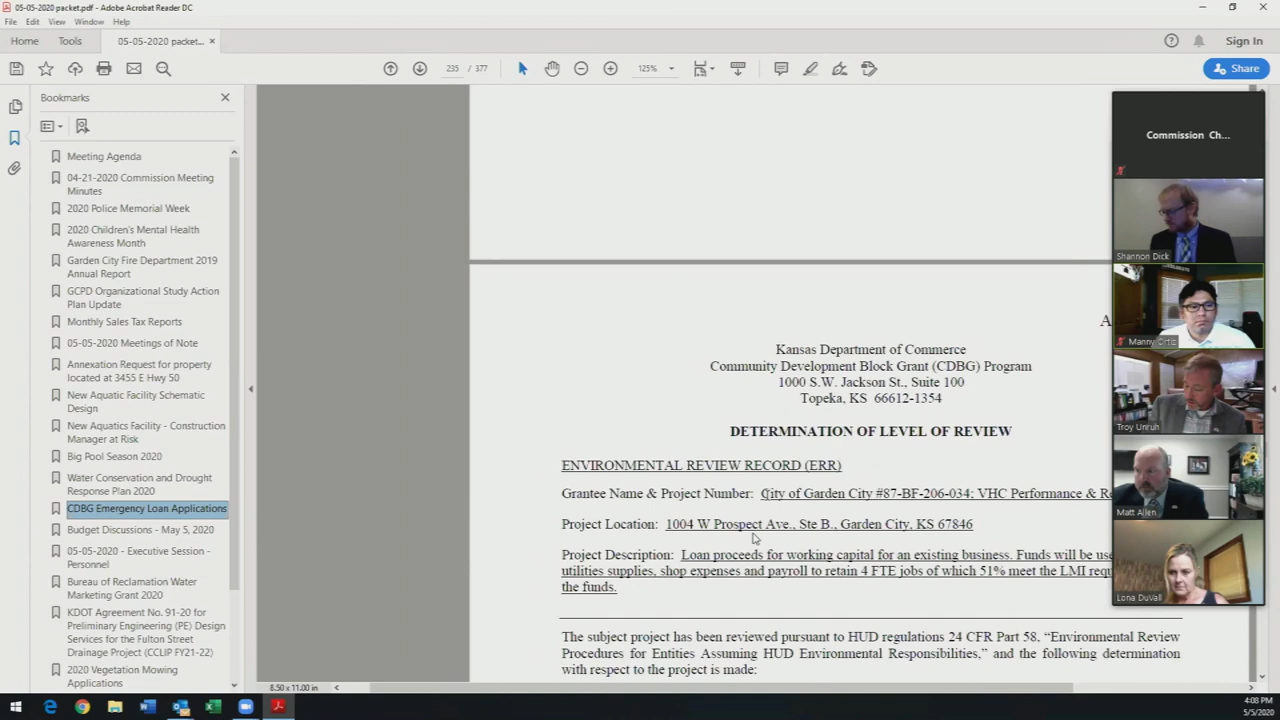 05-05-2020 packet.pdf - Adobe Acrobat Reader DC
File Edit View Window Help
Home Tools 05-05-2020 packet... × Sign In
235 / 377 125% Share
Bookmarks
Meeting Agenda
04-21-2020 Commission Meeting
Minutes
2020 Police Memorial Week
2020 Children's Mental Health
Awareness Month
Garden City Fire Department 2019
Annual Report
GCPD Organizational Study Action
Plan Update
Monthly Sales Tax Reports
05-05-2020 Meetings of Note
Annexation Request for property
located at 3455 E Hwy 50
New Aquatic Facility Schematic
Design
New Aquatics Facility - Construction
Manager at Risk
Big Pool Season 2020
Water Conservation and Drought
Response Plan 2020
CDBG Emergency Loan Applications
Budget Discussions - May 5, 2020
05-05-2020 - Executive Session -
Personnel
Bureau of Reclamation Water
Marketing Grant 2020
KDOT Agreement No. 91-20 for
Preliminary Engineering (PE) Design
Services for the Fulton Street
Drainage Project (CCLIP FY21-22)
2020 Vegetation Mowing
Applications
A
Kansas Department of Commerce
Community Development Block Grant (CDBG) Program
1000 S.W. Jackson St., Suite 100
Topeka, KS 66612-1354
DETERMINATION OF LEVEL OF REVIEW
ENVIRONMENTAL REVIEW RECORD (ERR)
Grantee Name & Project Number: City of Garden City #87-BF-206-034; VHC Performance & Re
Project Location: 1004 W Prospect Ave., Ste B., Garden City, KS 67846
Project Description: Loan proceeds for working capital for an existing business. Funds will be use
utilities supplies, shop expenses and payroll to retain 4 FTE jobs of which 51% meet the LMI requ
the funds.
The subject project has been reviewed pursuant to HUD regulations 24 CFR Part 58, “Environmental Review
Procedures for Entities Assuming HUD Environmental Responsibilities,” and the following determination
with respect to the project is made:
8.50 x 11.00 in
Commission Ch...
Shannon Dick
Manny Ortiz
Troy Unruh
Matt Allen
Lona DuVall
4:08 PM
5/5/2020